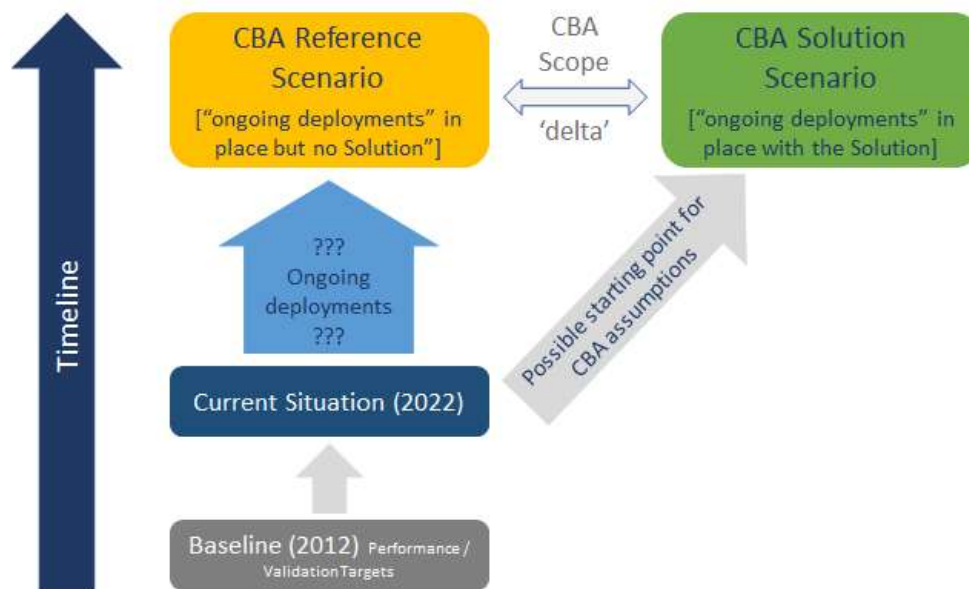 CBA Reference
Scenario
[“ongoing deployments” in
place but no Solution”]
CBA
Scope
‘delta’
CBA Solution
Scenario
[“ongoing deployments” in
place with the Solution]
Timeline
???
Ongoing
deployments
???
Possible starting point for
CBA assumptions
Current Situation (2022)
Baseline (2012) Performance /
Validation Targets